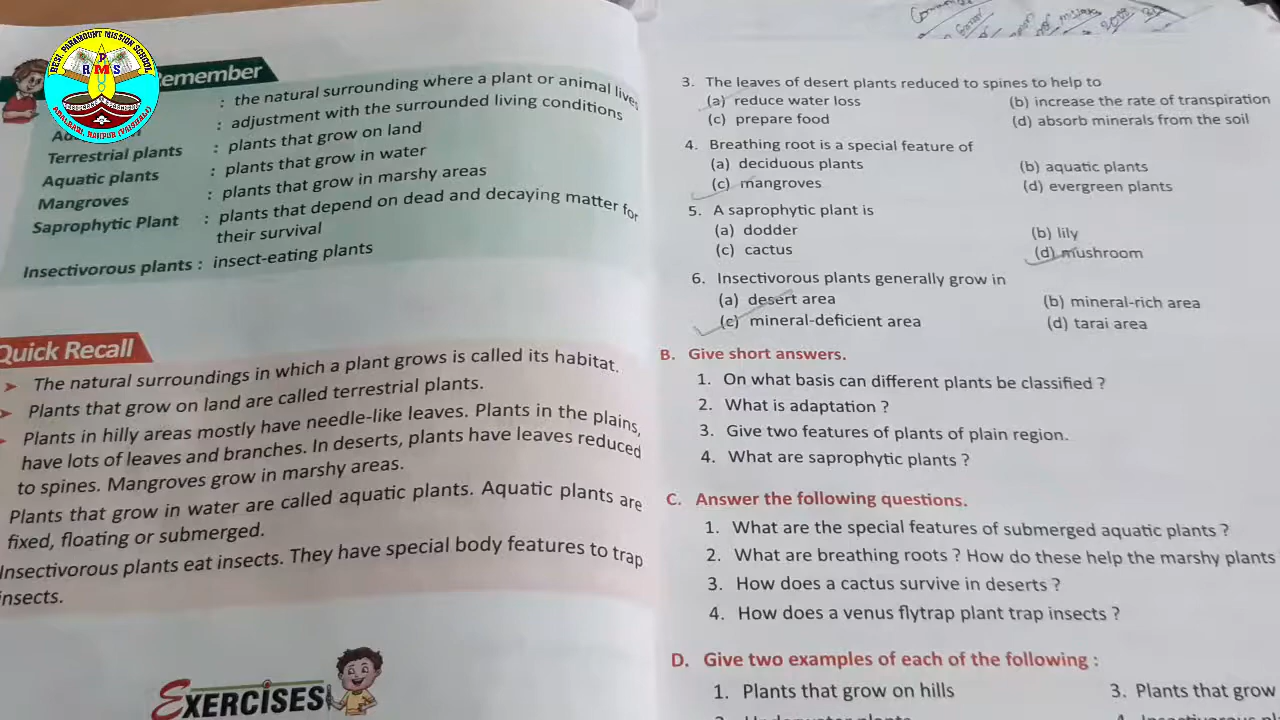 RESI. PARAMOUNT MISSION SCHOOL
P
R M S
emember
: the natural surrounding where a plant or animal lives
: adjustment with the surrounded living conditions
Terrestrial plants : plants that grow on land
Aquatic plants : plants that grow in water
Mangroves : plants that grow in marshy areas
Saprophytic Plant : plants that depend on dead and decaying matter for
their survival
Insectivorous plants : insect-eating plants
Quick Recall
The natural surroundings in which a plant grows is called its habitat.
Plants that grow on land are called terrestrial plants.
Plants in hilly areas mostly have needle-like leaves. Plants in the plains,
have lots of leaves and branches. In deserts, plants have leaves reduced
to spines. Mangroves grow in marshy areas.
Plants that grow in water are called aquatic plants. Aquatic plants are
fixed, floating or submerged.
Insectivorous plants eat insects. They have special body features to trap
insects.
EXERCISES
3. The leaves of desert plants reduced to spines to help to
(a) reduce water loss (b) increase the rate of transpiration
(c) prepare food (d) absorb minerals from the soil
4. Breathing root is a special feature of
(a) deciduous plants (b) aquatic plants
(c) mangroves (d) evergreen plants
5. A saprophytic plant is
(a) dodder (b) lily
(c) cactus (d) mushroom
6. Insectivorous plants generally grow in
(a) desert area (b) mineral-rich area
(c) mineral-deficient area (d) tarai area
B. Give short answers.
1. On what basis can different plants be classified ?
2. What is adaptation ?
3. Give two features of plants of plain region.
4. What are saprophytic plants ?
C. Answer the following questions.
1. What are the special features of submerged aquatic plants ?
2. What are breathing roots ? How do these help the marshy plants
3. How does a cactus survive in deserts ?
4. How does a venus flytrap plant trap insects ?
D. Give two examples of each of the following :
1. Plants that grow on hills 3. Plants that grow